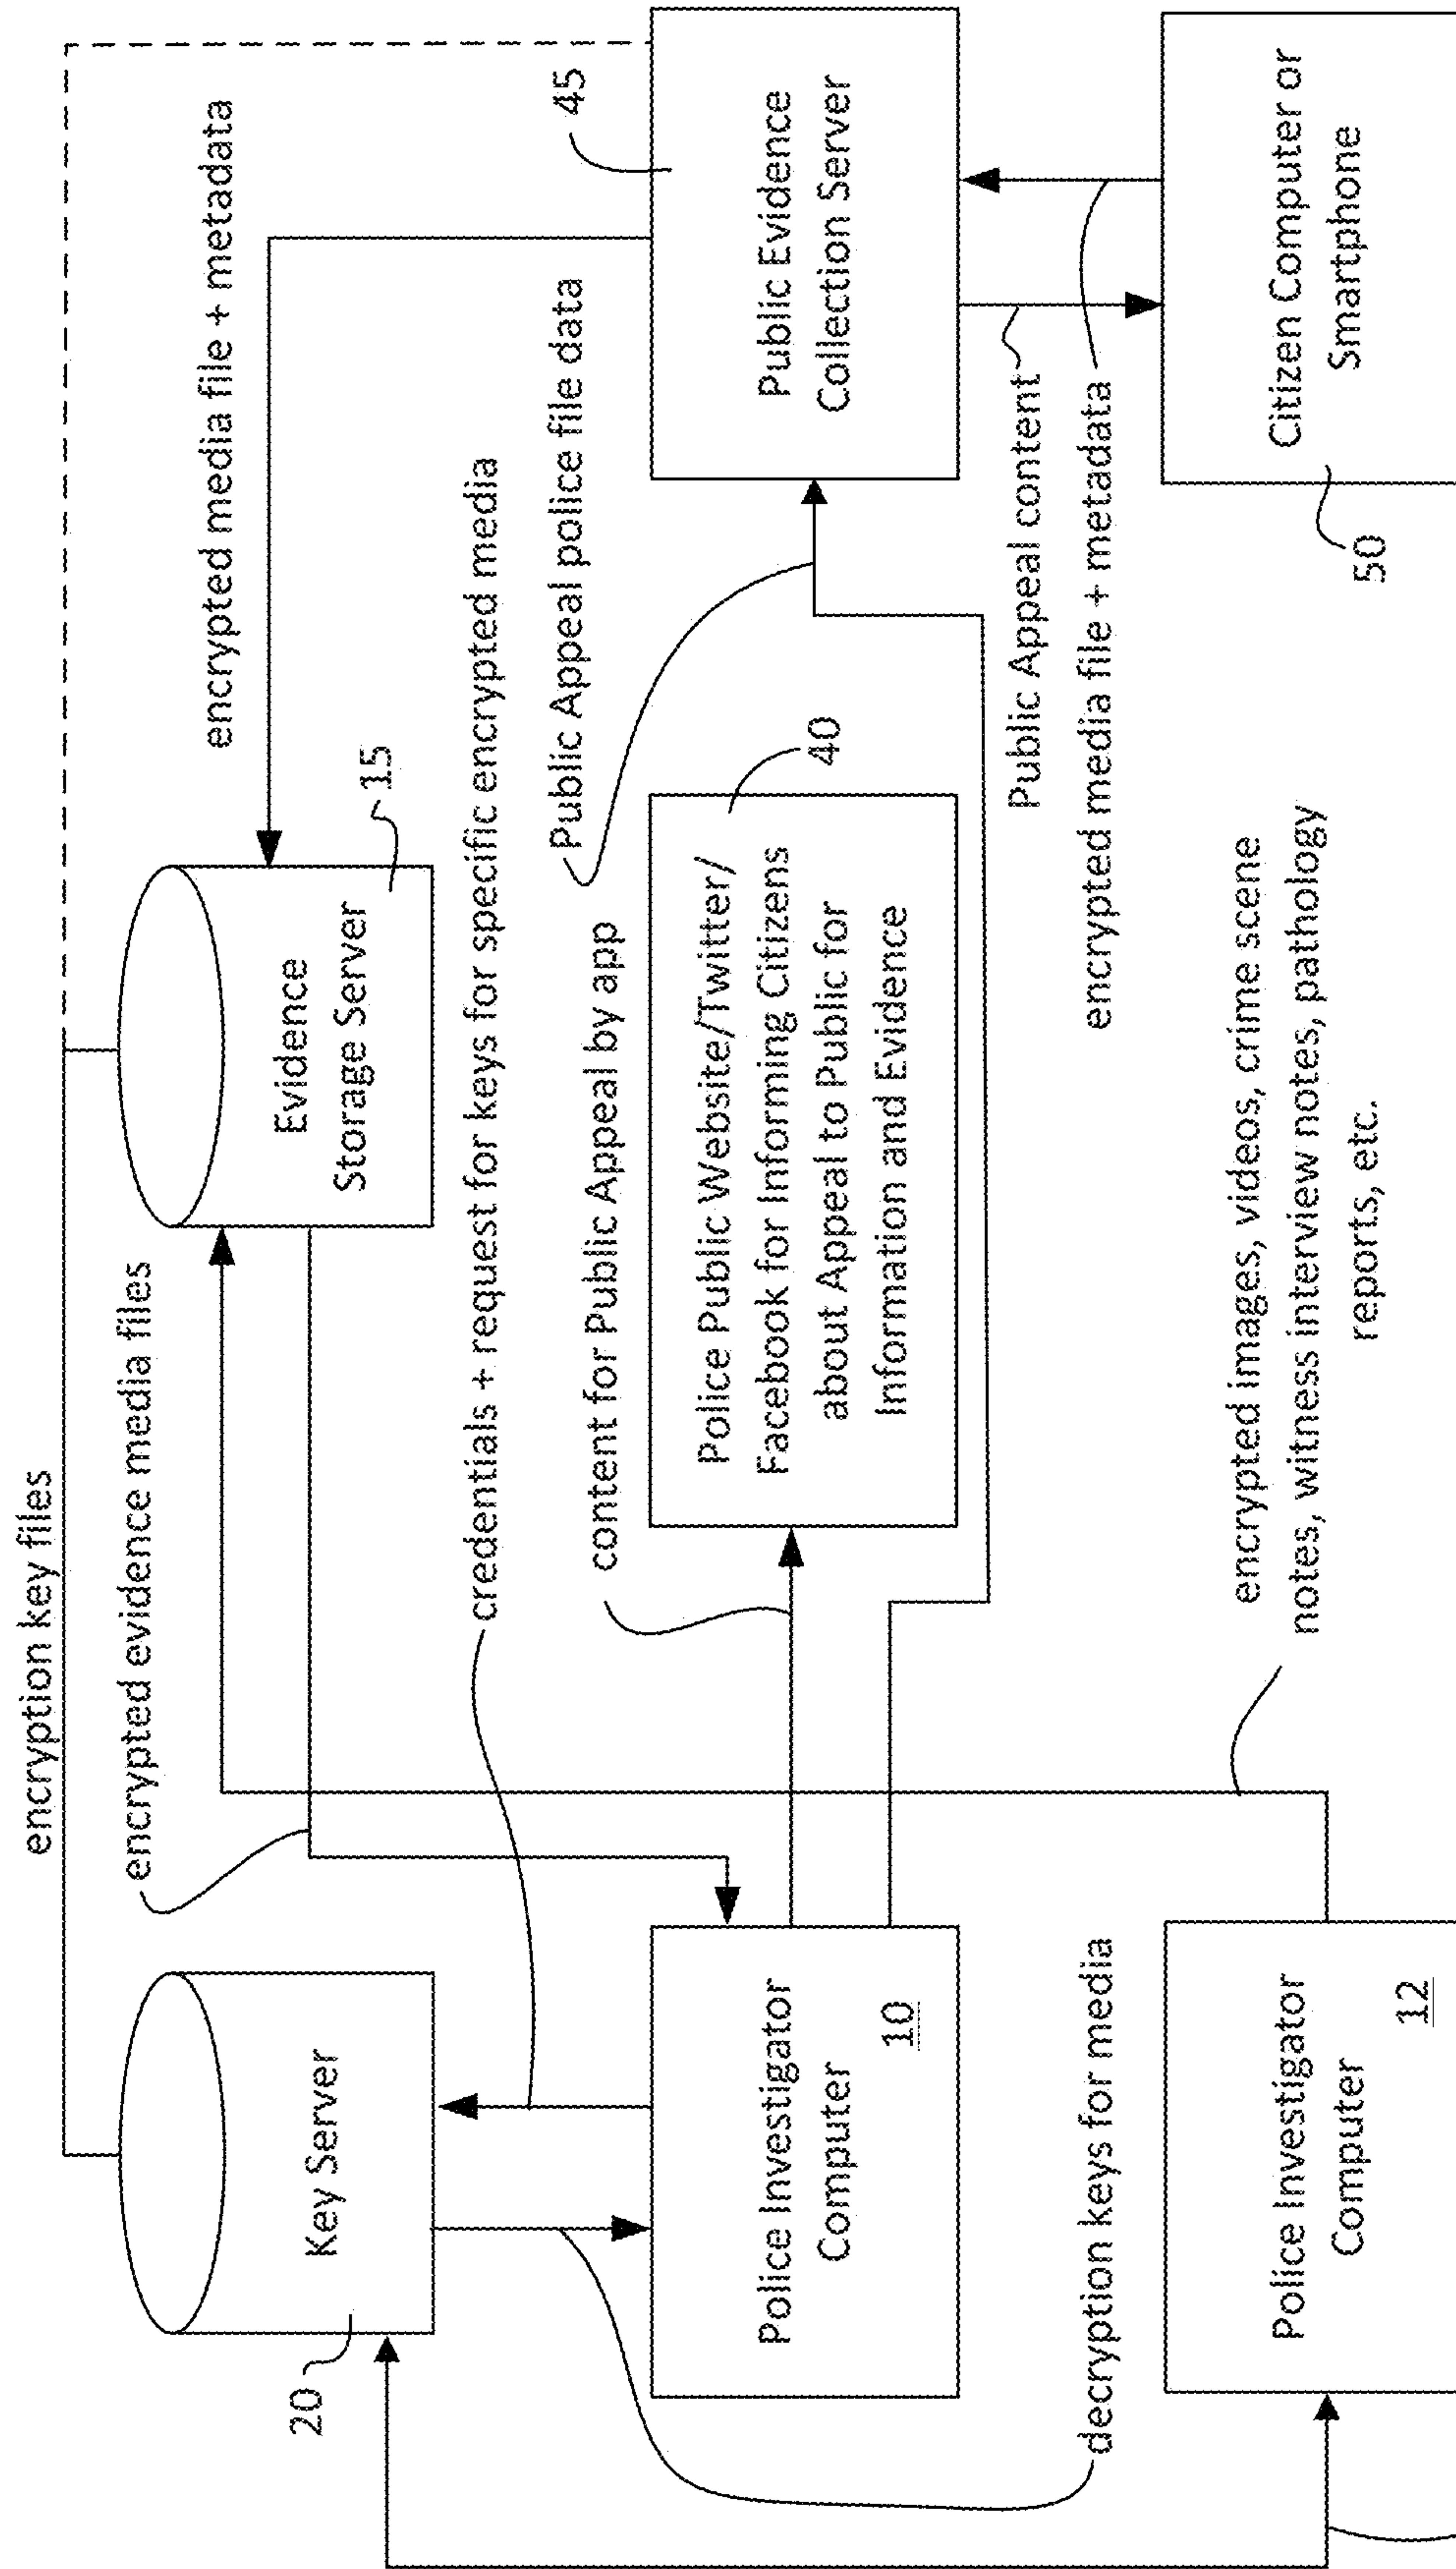 encryption key files
encrypted evidence media files
encrypted media file + metadata
20
Key Server
Evidence
Storage Server
15
credentials + request for keys for specific encrypted media
Public Appeal police file data
45
content for Public Appeal by app
Police Investigator
Computer
10
Police Public Website/Twitter/
Facebook for Informing Citizens
about Appeal to Public for
Information and Evidence
40
Public Evidence
Collection Server
Public Appeal content
encrypted media file + metadata
decryption keys for media
Police Investigator
Computer
12
encrypted images, videos, crime scene
notes, witness interview notes, pathology
reports, etc.
50
Citizen Computer or
Smartphone